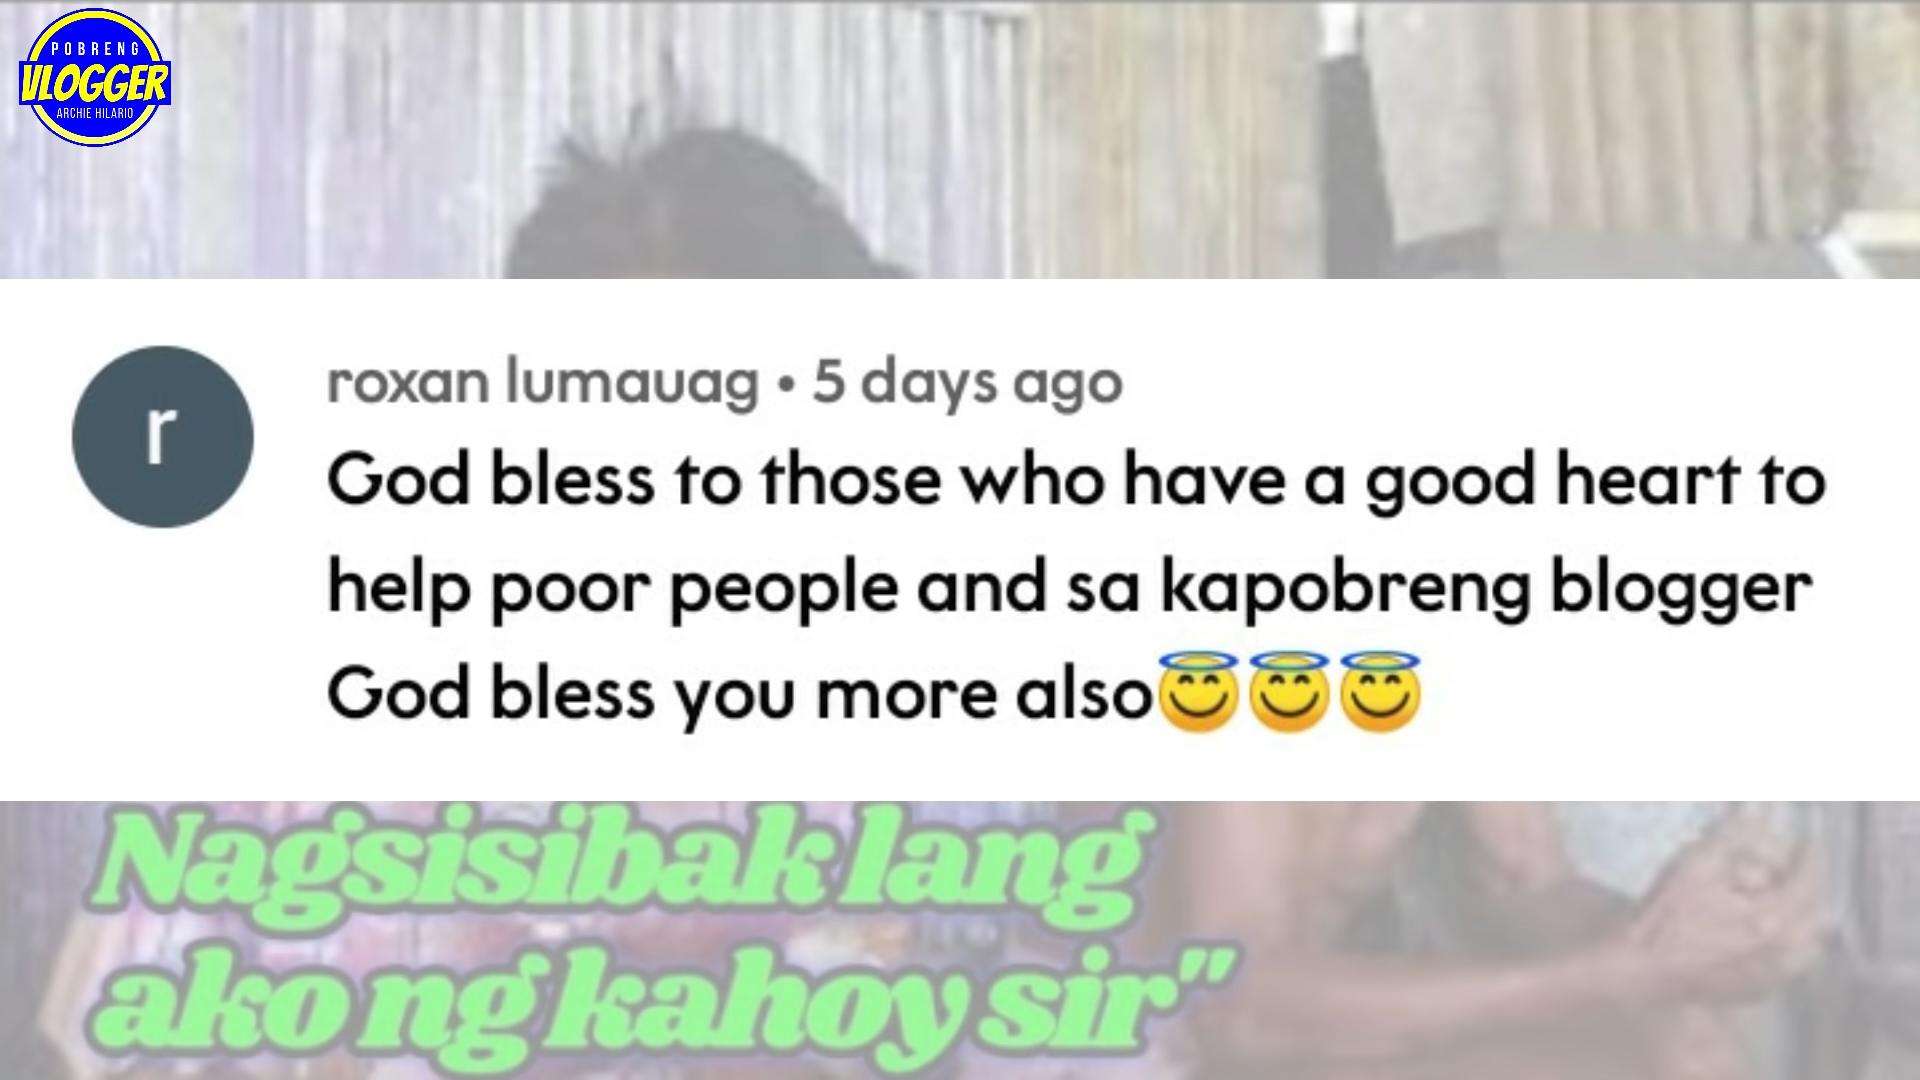 POBRENG
VLOGGER
ARCHIE HILARIO
r
roxan lumauag • 5 days ago
God bless to those who have a good heart to
help poor people and sa kapobreng blogger
God bless you more also😇😇😇
Nagsisibak lang
ako ng kahoy sir"